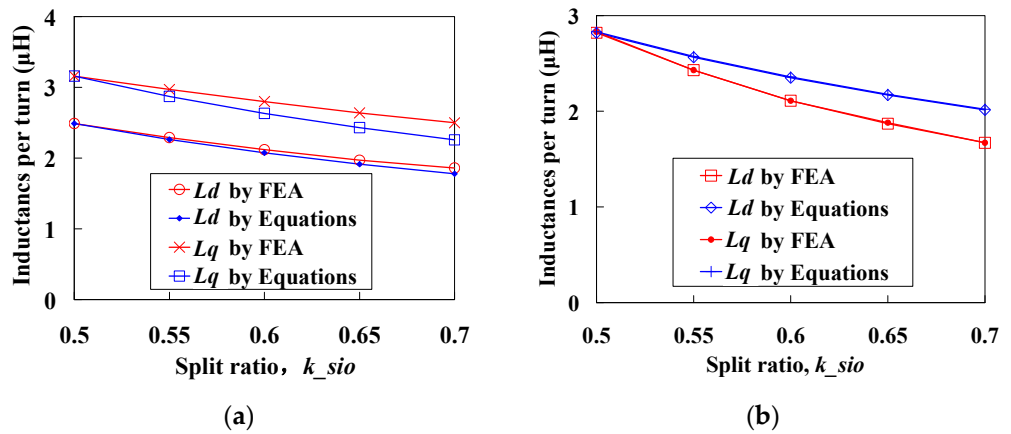 Inductancs per turn (μH)
4
3
2
1
0
Ld by FEA
Ld by Equations
Lq by FEA
Lq by Equations
0.5 0.55 0.6 0.65 0.7
Split ratio, k_sio
(a)
Inductances per turn (μH)
3
2
1
0
Ld by FEA
Ld by Equations
Lq by FEA
Lq by Equations
0.5 0.55 0.6 0.65 0.7
Split ratio, k_sio
(b)